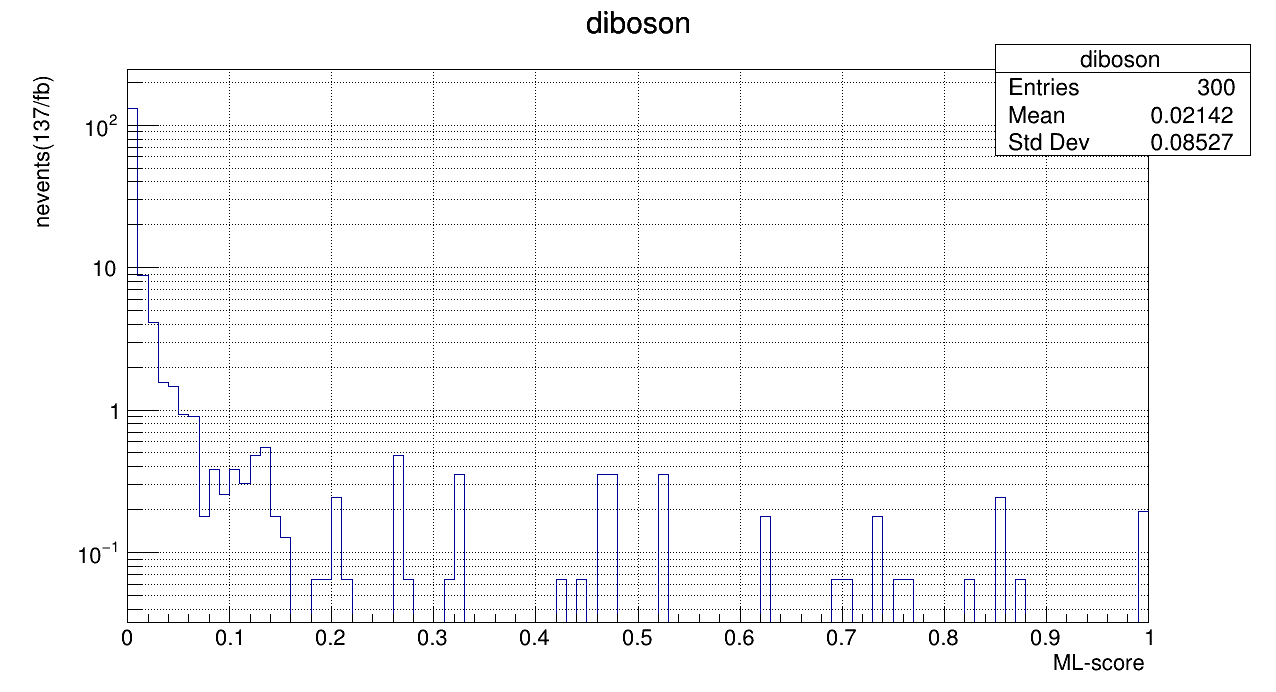 diboson
diboson
Entries 300
Mean 0.02142
Std Dev 0.08527
nevents(137/fb)
10²
10
1
10⁻¹
0 0.1 0.2 0.3 0.4 0.5 0.6 0.7 0.8 0.9 1
ML-score